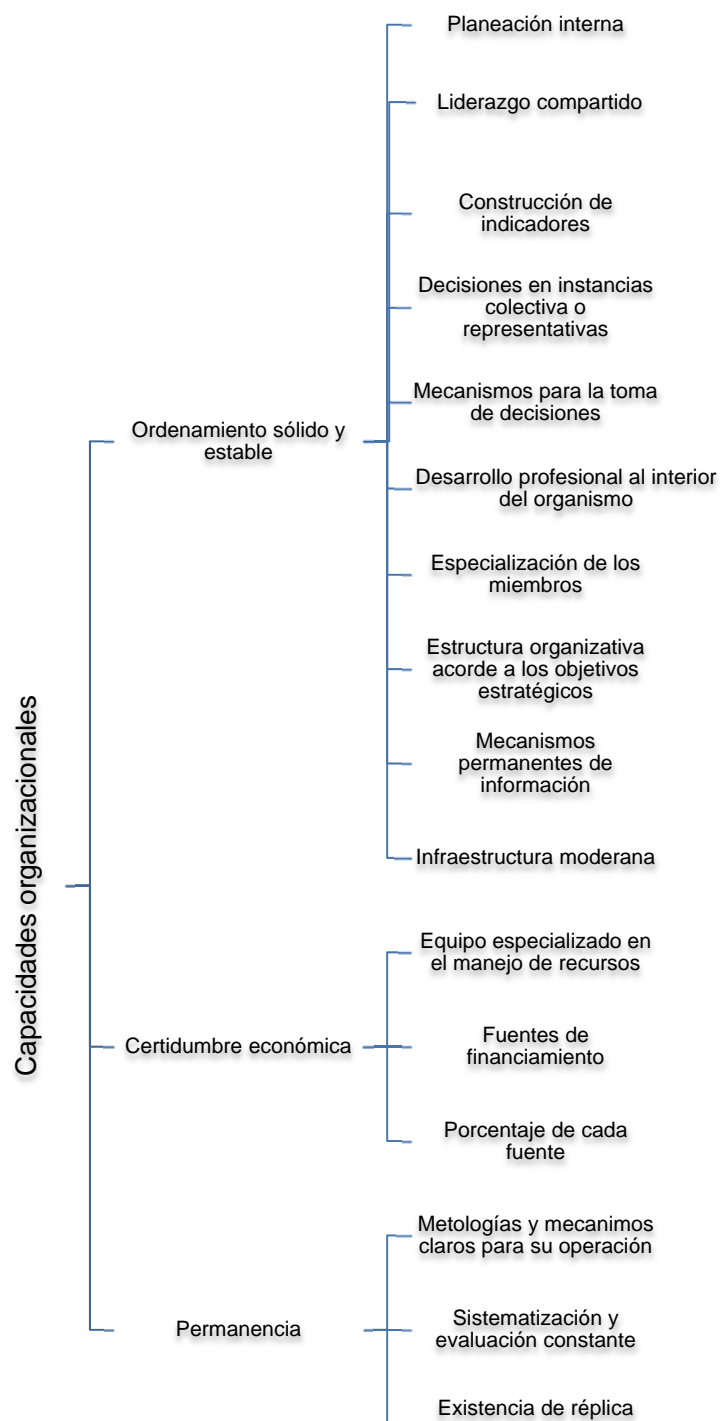 Capacidades organizacionales
Ordenamiento sólido y
estable
Planeación interna
Liderazgo compartido
Construcción de
indicadores
Decisiones en instancias
colectiva o
representativas
Mecanismos para la toma
de decisiones
Desarrollo profesional al interior
del organismo
Especialización de los
miembros
Estructura organizativa
acorde a los objetivos
estratégicos
Mecanismos
permanentes de
información
Infraestructura moderana
Certidumbre económica
Equipo especializado en
el manejo de recursos
Fuentes de
financiamiento
Porcentaje de cada
fuente
Permanencia
Metologías y mecanimos
claros para su operación
Sistematización y
evaluación constante
Existencia de réplica